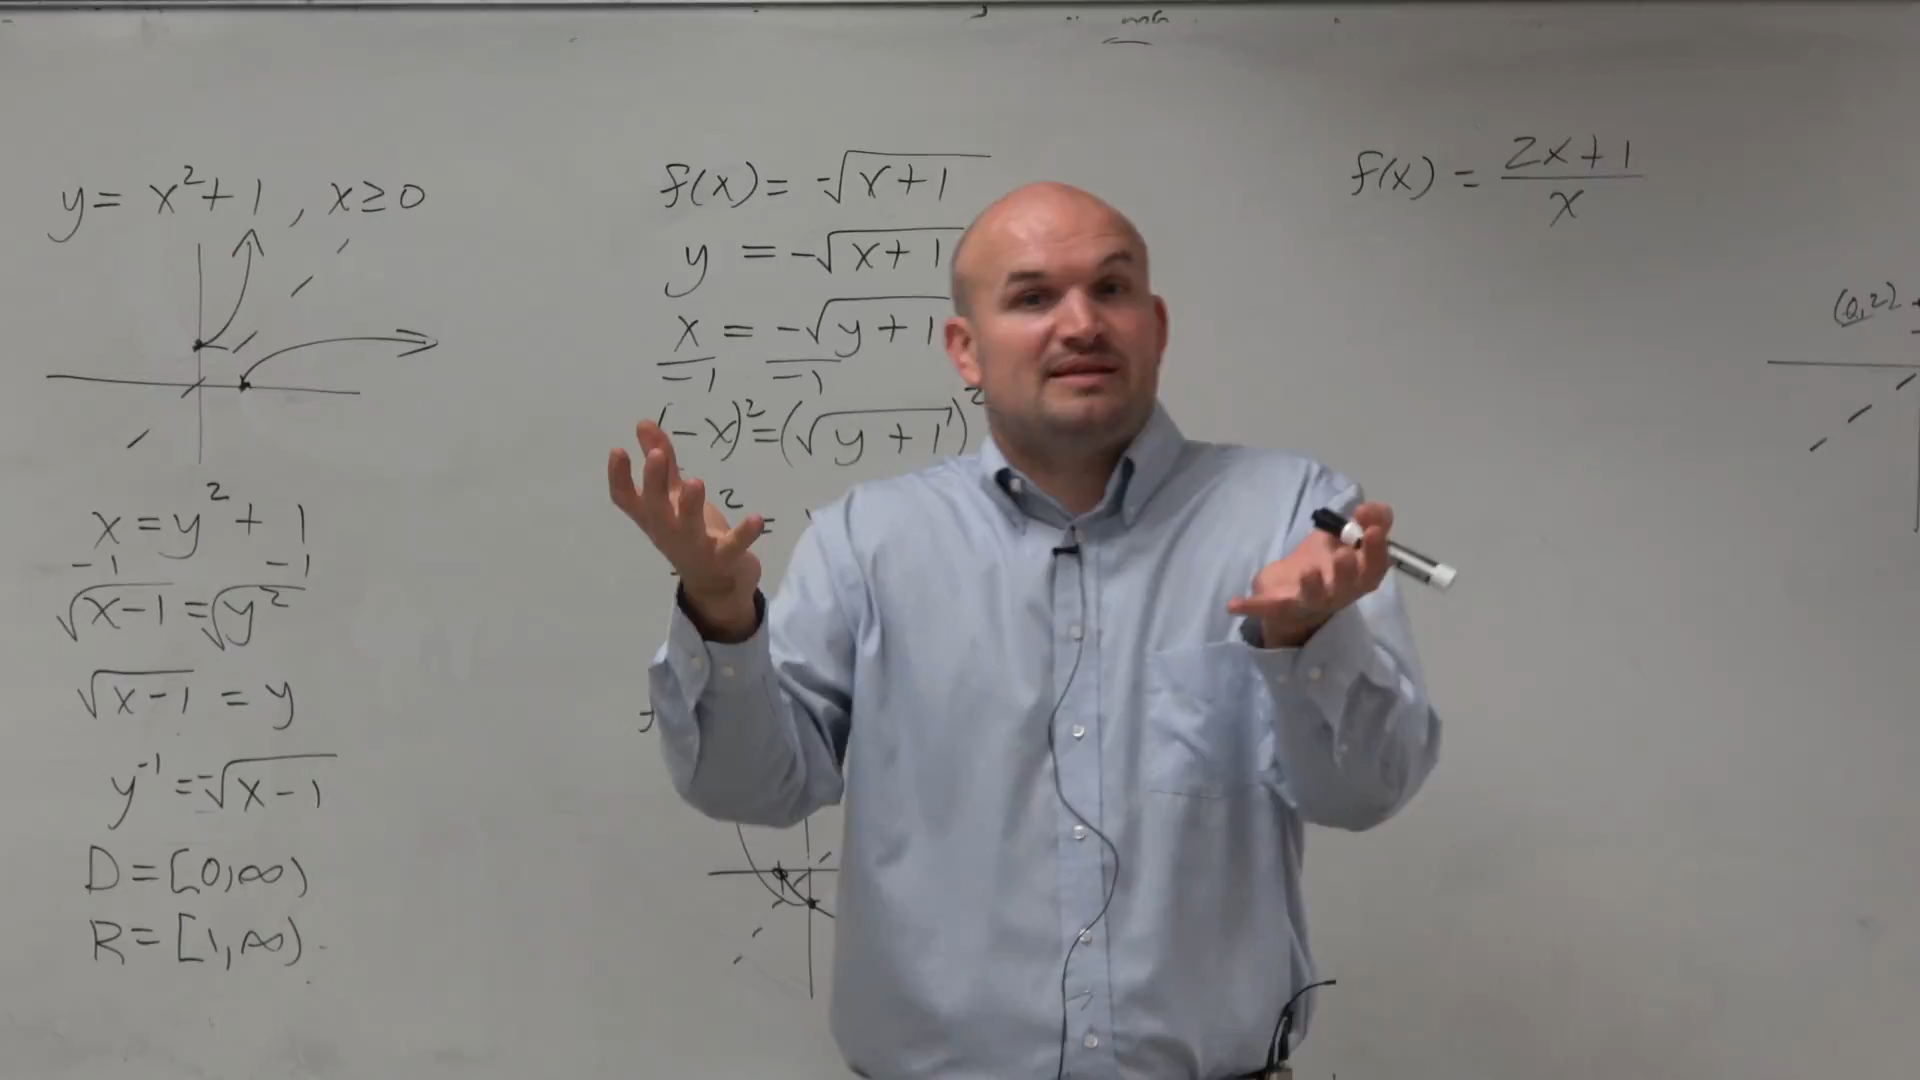 y = x² + 1, x ≥ 0
x = y² + 1
-1 -1
√(x-1) = √(y²)
√(x-1) = y
y⁻¹ = -√(x-1)
D = [0,∞)
R = [1,∞)
f(x) = -√(x+1)
y = -√(x+1)
x = -√(y+1)
-1 -1
(-x)² = (√(y+1))²
² =
f(x) = (2x+1)/x
(0,2)